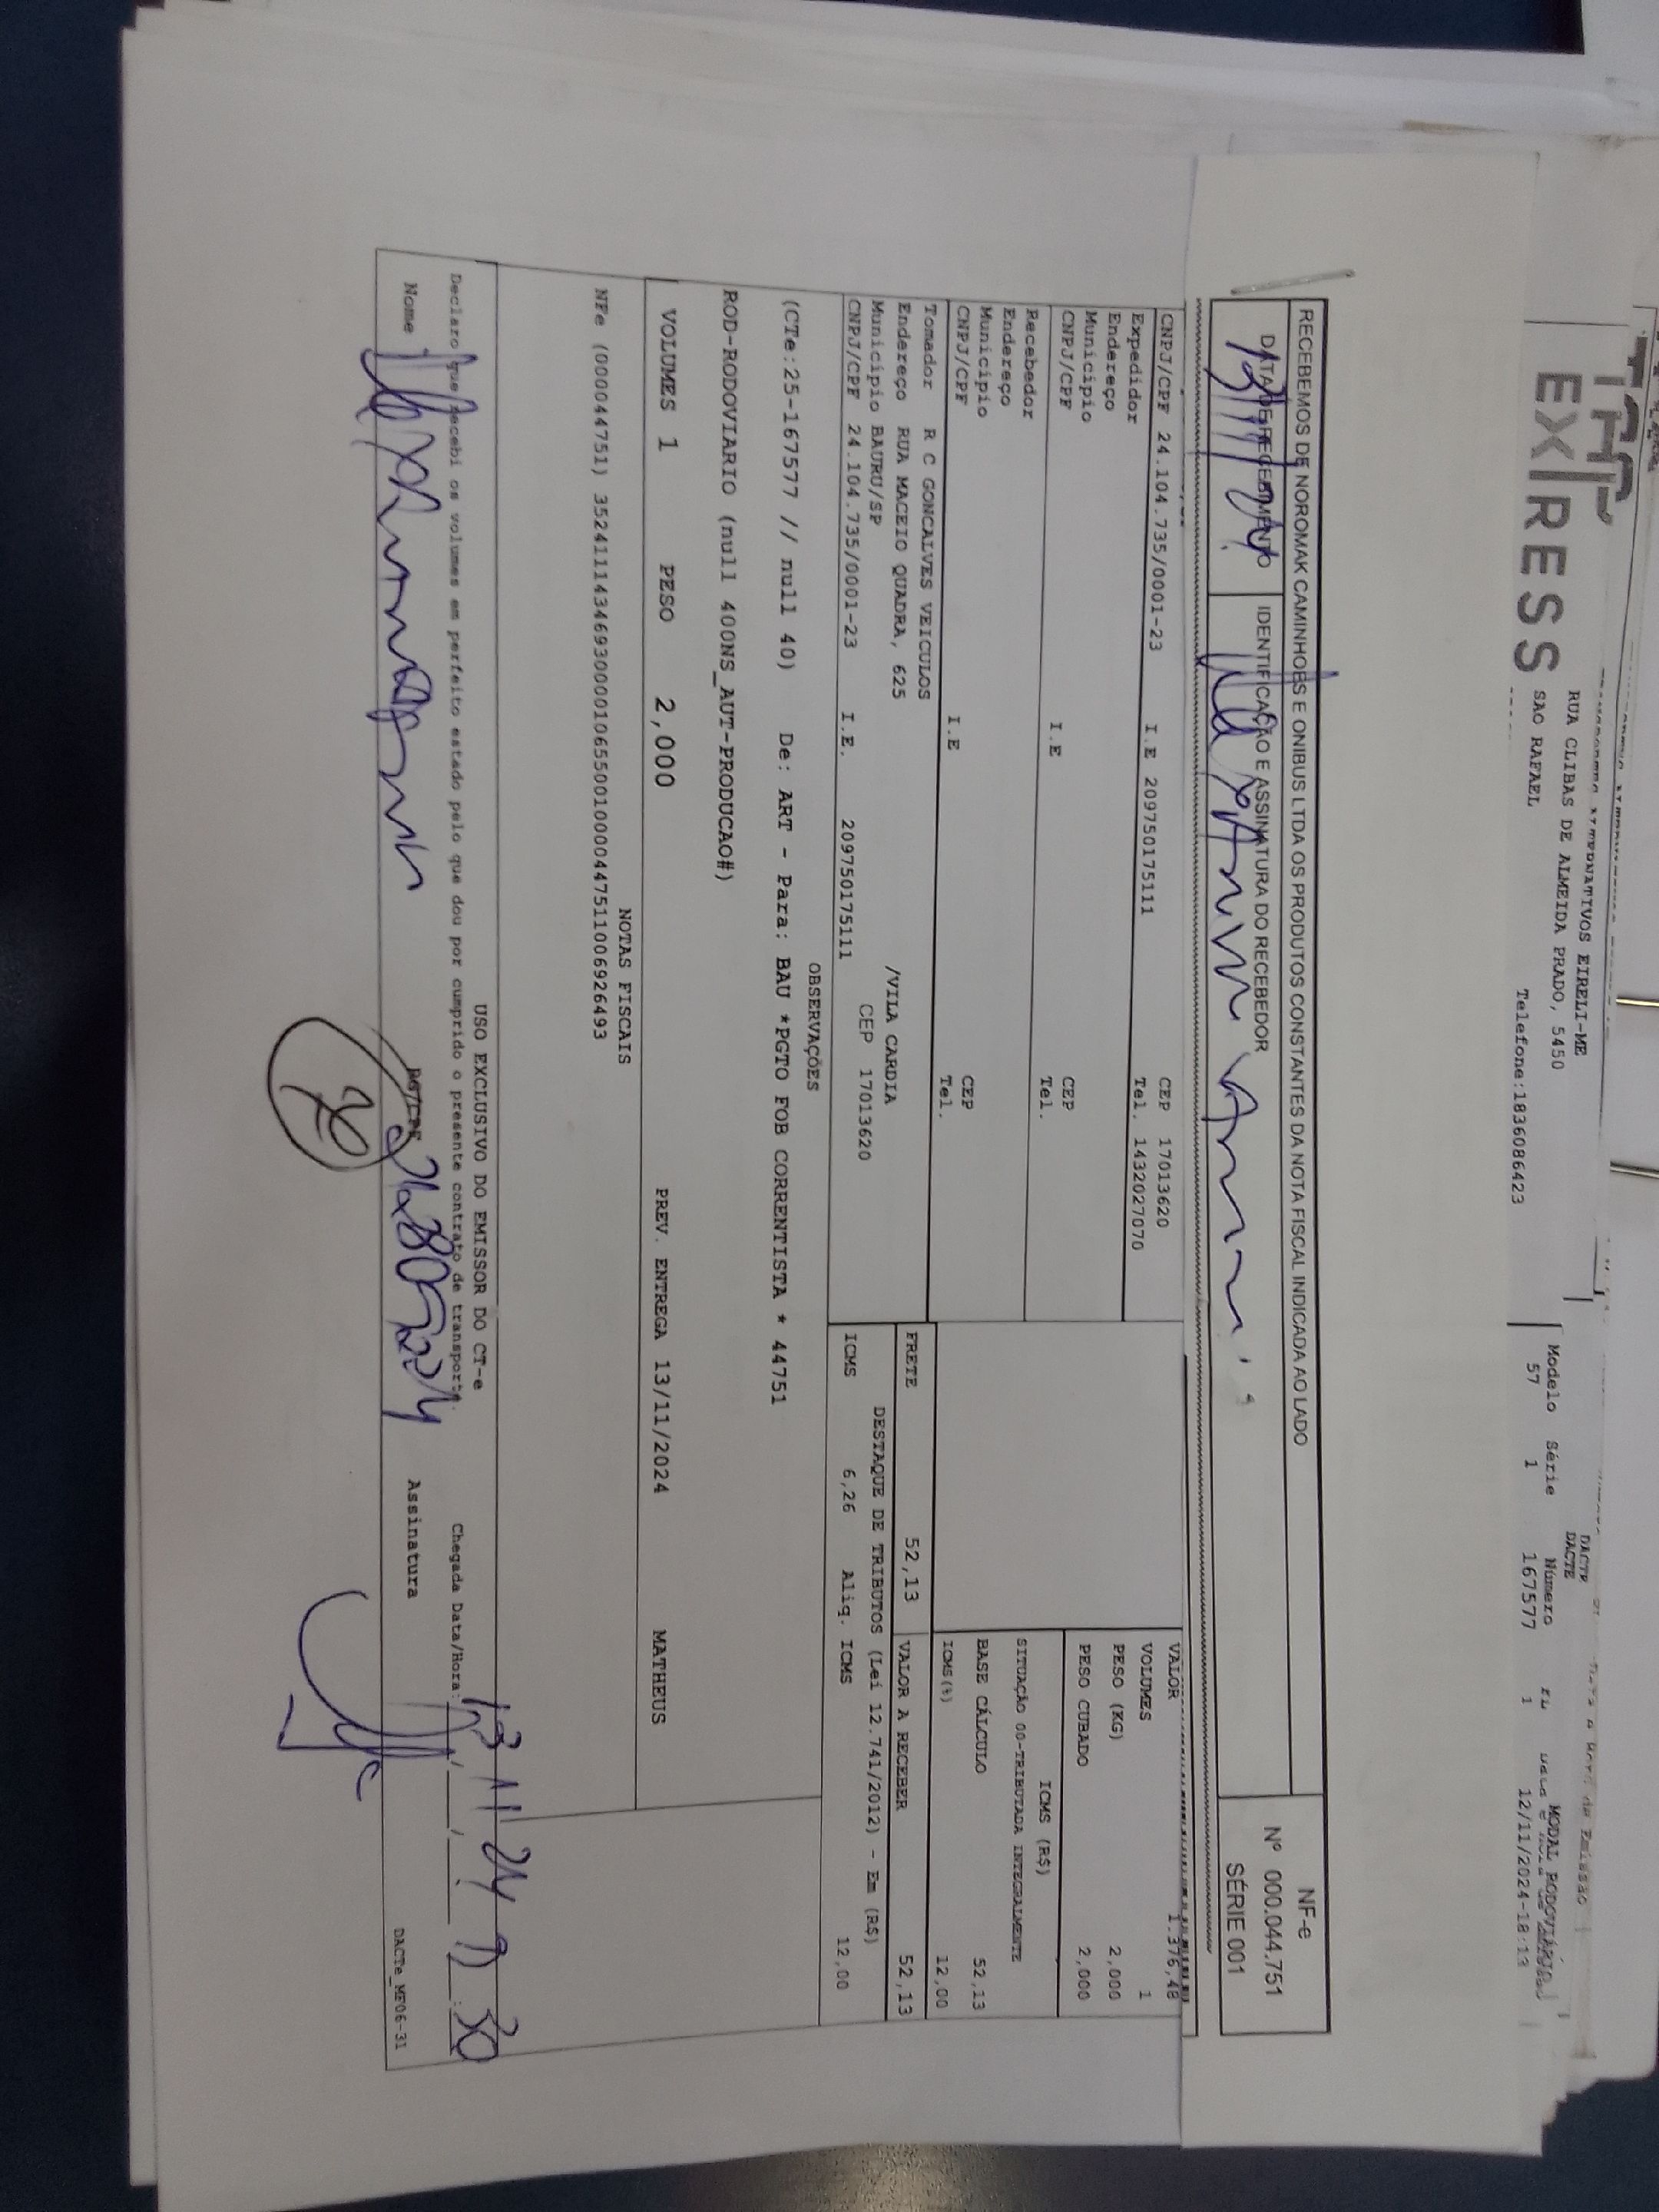 EXPRESS
RUA CLIBAS DE ALMEIDA PRADO, 5450
SAO RAFAEL
Telefone:1836086423
DACTE
DACTE
MODAL RODOVIÁRIO
Modelo Série Número
57 1 167577 1 12/11/2024-18:13
RECEBEMOS DE NOROMAK CAMINHOES E ONIBUS LTDA OS PRODUTOS CONSTANTES DA NOTA FISCAL INDICADA AO LADO
DATA DE RECEBIMENTO
IDENTIFICAÇÃO E ASSINATURA DO RECEBEDOR
NF-e
Nº 000.044.751
SÉRIE 001
CNPJ/CPF 24.104.735/0001-23 I.E 209750175111 CEP 17013620
Expedidor Tel. 1432027070
Endereço
Município CEP
CNPJ/CPF I.E Tel.
Recebedor
Endereço
Município CEP
CNPJ/CPF I.E Tel.
VALOR 1.376,48
VOLUMES 1
PESO (KG) 2,000
PESO CUBADO 2,000
ICMS (R$)
SITUAÇÃO 00-TRIBUTADA INTEGRALMENTE
BASE CÁLCULO 52,13
ICMS(%) 12,00
Tomador R C GONCALVES VEICULOS
Endereço RUA MACEIO QUADRA, 625 /VILA CARDIA
Município BAURU/SP CEP 17013620
CNPJ/CPF 24.104.735/0001-23 I.E. 209750175111
FRETE 52,13 VALOR A RECEBER 52,13
DESTAQUE DE TRIBUTOS (Lei 12.741/2012) - Em (R$)
ICMS 6,26 Aliq. ICMS 12,00
OBSERVAÇÕES
(CTe:25-167577 // null 40) De: ART - Para: BAU *PGTO FOB CORRENTISTA * 44751
ROD-RODOVIARIO (null 400NS_AUT-PRODUCAO#)
VOLUMES 1 PESO 2,000 PREV. ENTREGA 13/11/2024 MATHEUS
NOTAS FISCAIS
NFe (000044751) 35241114346930000106550010000447511006926493
USO EXCLUSIVO DO EMISSOR DO CT-e
Declaro que recebi os volumes em perfeito estado pelo que dou por cumprido o presente contrato de transporte.
Chegada Data/Hora: 13 11 24
Nome
RG/CPF
Assinatura
DACTe_MF06-31